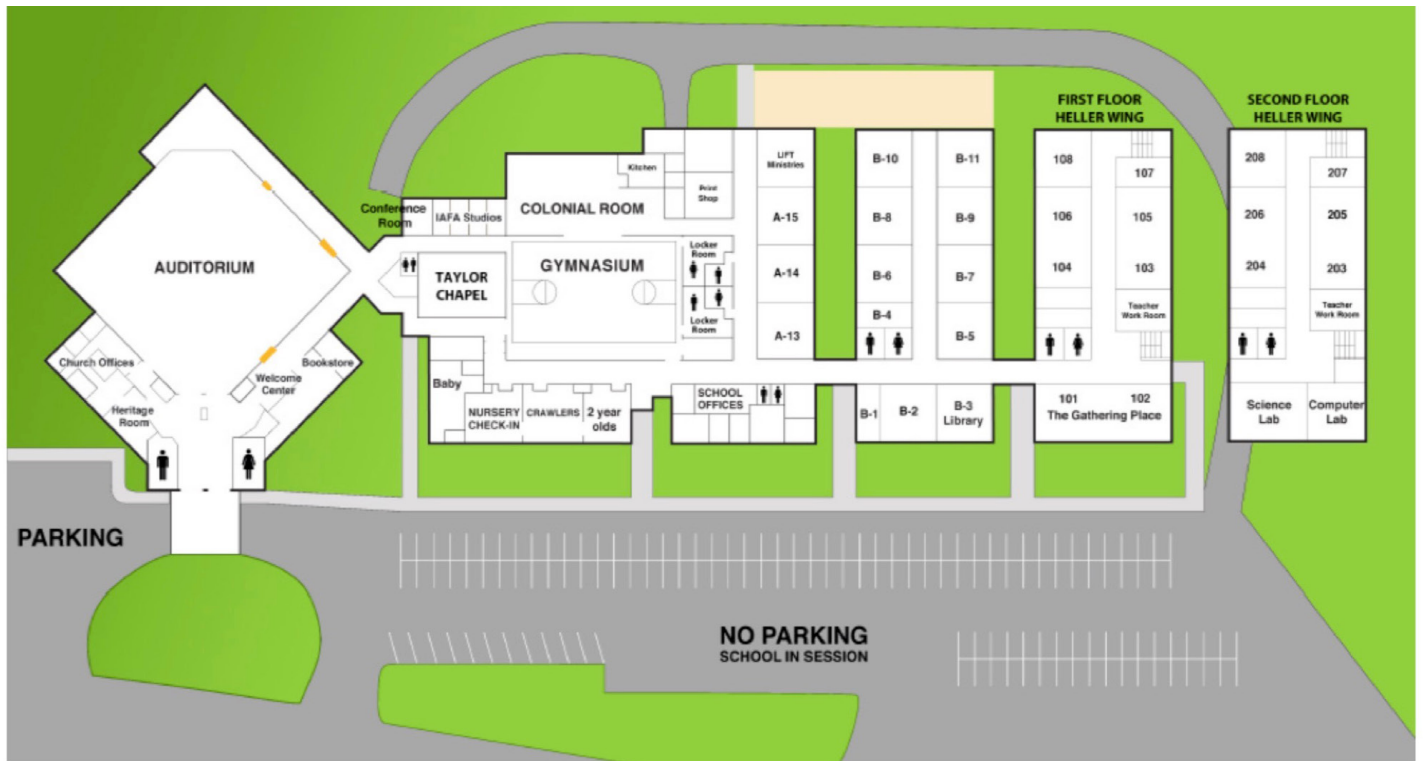 FIRST FLOOR
HELLER WING
SECOND FLOOR
HELLER WING
AUDITORIUM
Church Offices
Heritage
Room
Welcome
Center
Bookstore
Conference
Room
IAFA Studios
COLONIAL ROOM
Kitchen
Print
Shop
TAYLOR
CHAPEL
GYMNASIUM
Locker
Room
Locker
Room
Baby
NURSERY
CHECK-IN
CRAWLERS
2 year
olds
SCHOOL
OFFICES
LIFT
Ministries
A-15
A-14
A-13
B-10
B-11
B-8
B-9
B-6
B-7
B-4
B-5
B-1
B-2
B-3
Library
108
107
106
105
104
103
Teacher
Work Room
101
102
The Gathering Place
208
207
206
205
204
203
Teacher
Work Room
Science
Lab
Computer
Lab
PARKING
NO PARKING
SCHOOL IN SESSION